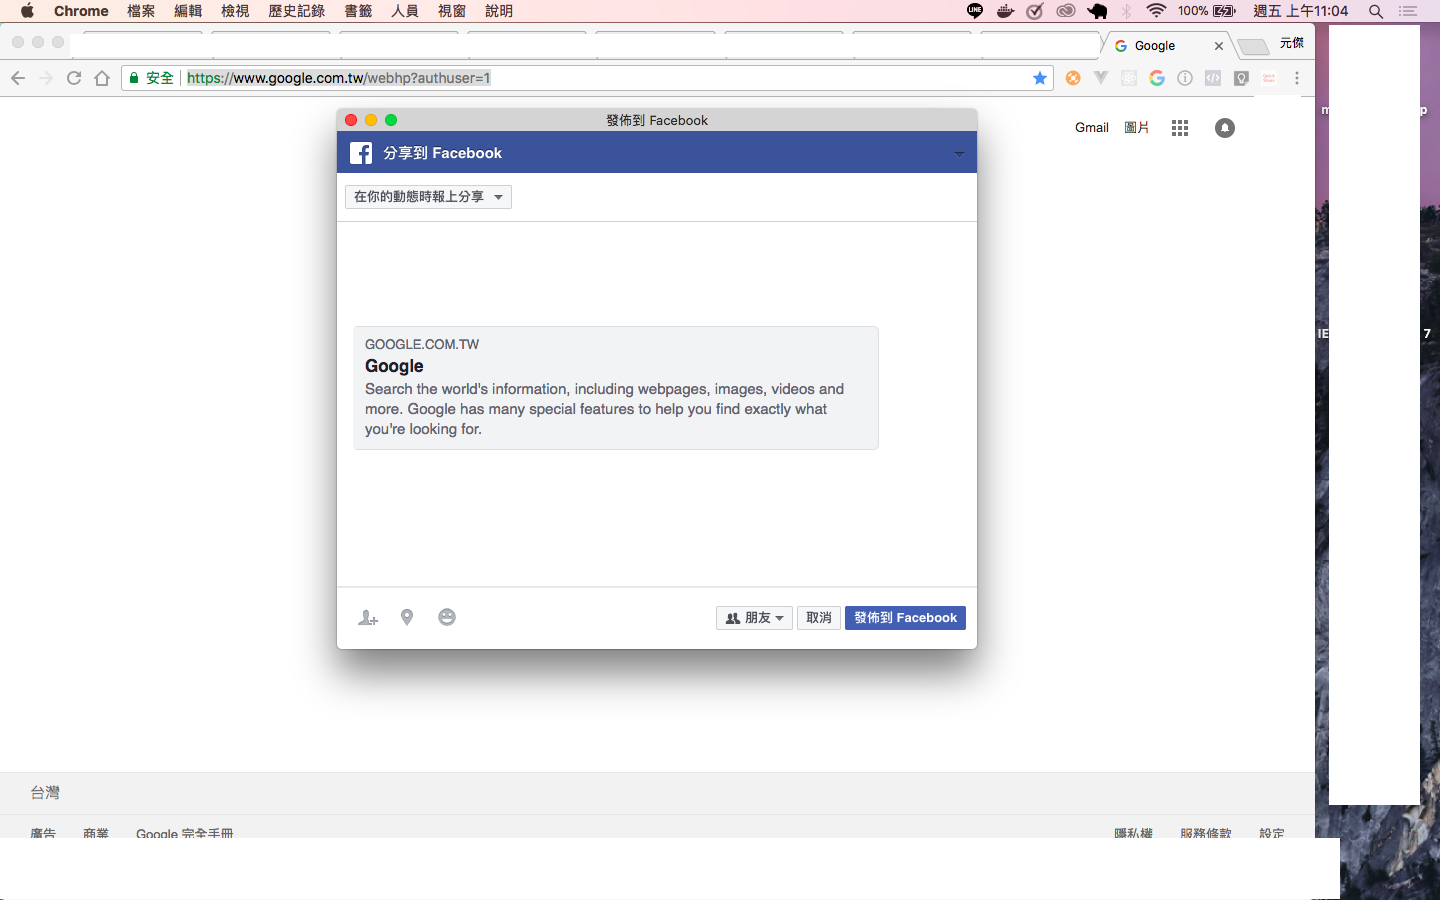 Chrome 檔案 編輯 檢視 歷史記錄 書籤 人員 視窗 說明 LINE 100% 週五 上午11:04
Google 元傑
安全 https://www.google.com.tw/webhp?authuser=1
發佈到 Facebook
Gmail 圖片
分享到 Facebook
在你的動態時報上分享
GOOGLE.COM.TW
Google
Search the world's information, including webpages, images, videos and
more. Google has many special features to help you find exactly what
you're looking for.
朋友 取消 發佈到 Facebook
台灣
廣告 商業 Google 完全手冊 隱私權 服務條款 設定
m p
IE 7